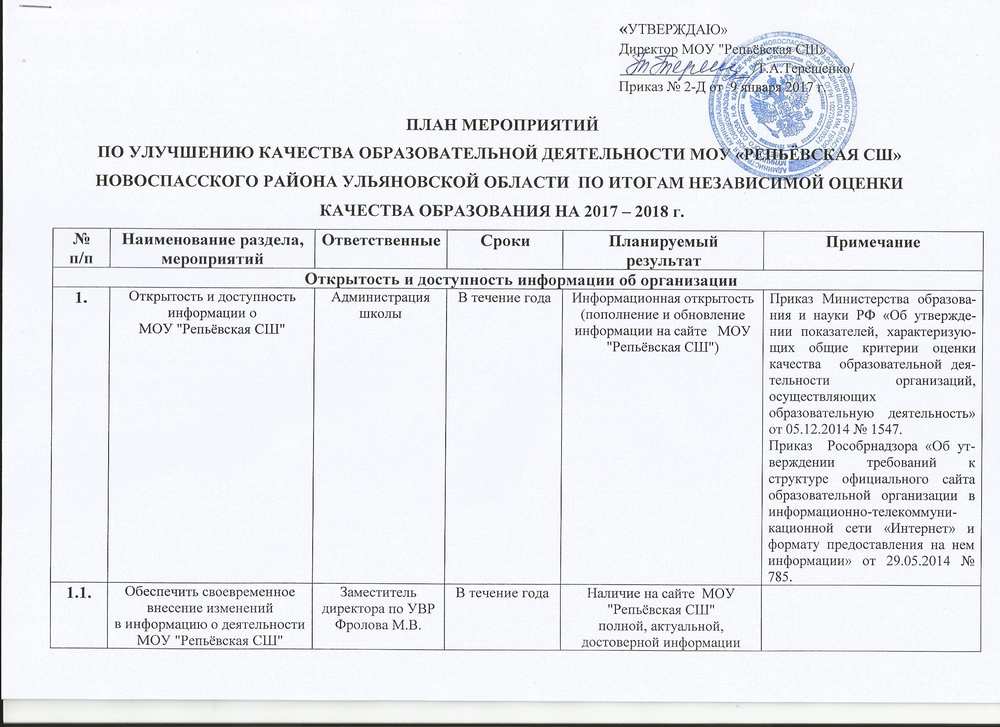 «УТВЕРЖДАЮ»
Директор МОУ "Репьёвская СШ»
/Т.А.Терещенко/
Приказ № 2-Д от 9 января 2017 г.
ПЛАН МЕРОПРИЯТИЙ
ПО УЛУЧШЕНИЮ КАЧЕСТВА ОБРАЗОВАТЕЛЬНОЙ ДЕЯТЕЛЬНОСТИ МОУ «РЕПЬЁВСКАЯ СШ»
НОВОСПАССКОГО РАЙОНА УЛЬЯНОВСКОЙ ОБЛАСТИ ПО ИТОГАМ НЕЗАВИСИМОЙ ОЦЕНКИ
КАЧЕСТВА ОБРАЗОВАНИЯ НА 2017 – 2018 г.
№
п/п
Наименование раздела,
мероприятий
Ответственные
Сроки
Планируемый
результат
Примечание
Открытость и доступность информации об организации
1.
Открытость и доступность
информации о
МОУ "Репьёвская СШ"
Администрация
школы
В течение года
Информационная открытость
(пополнение и обновление
информации на сайте МОУ
"Репьёвская СШ")
Приказ Министерства образова-
ния и науки РФ «Об утвержде-
нии показателей, характеризую-
щих общие критерии оценки
качества образовательной дея-
тельности организаций,
осуществляющих
образовательную деятельность»
от 05.12.2014 № 1547.
Приказ Рособрнадзора «Об ут-
верждении требований к
структуре официального сайта
образовательной организации в
информационно-телекоммуни-
кационной сети «Интернет» и
формату предоставления на нем
информации» от 29.05.2014 №
785.
1.1.
Обеспечить своевременное
внесение изменений
в информацию о деятельности
МОУ "Репьёвская СШ"
Заместитель
директора по УВР
Фролова М.В.
В течение года
Наличие на сайте МОУ
"Репьёвская СШ"
полной, актуальной,
достоверной информации